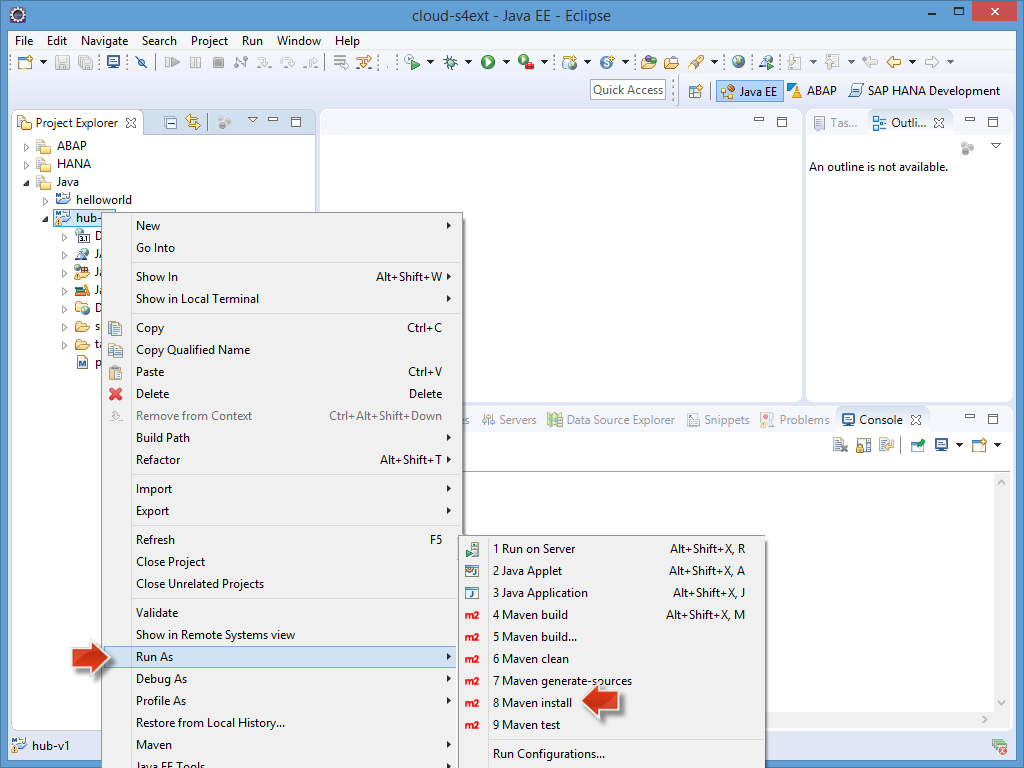 cloud-s4ext - Java EE - Eclipse
File Edit Navigate Search Project Run Window Help
Quick Access Java EE ABAP SAP HANA Development
Project Explorer
Tas... Outli...
An outline is not available.
ABAP
HANA
Java
helloworld
hub-
New
Go Into
Show In Alt+Shift+W
Show in Local Terminal
Copy Ctrl+C
Copy Qualified Name
Paste Ctrl+V
Delete Delete
Remove from Context Ctrl+Alt+Shift+Down
Build Path
Refactor Alt+Shift+T
Import
Export
Refresh F5
Close Project
Close Unrelated Projects
Validate
Show in Remote Systems view
Run As
Debug As
Profile As
Restore from Local History...
Maven
Java EE Tools
Servers Data Source Explorer Snippets Problems Console
1 Run on Server Alt+Shift+X, R
2 Java Applet Alt+Shift+X, A
3 Java Application Alt+Shift+X, J
m2 4 Maven build Alt+Shift+X, M
m2 5 Maven build...
m2 6 Maven clean
m2 7 Maven generate-sources
m2 8 Maven install
m2 9 Maven test
Run Configurations...
hub-v1